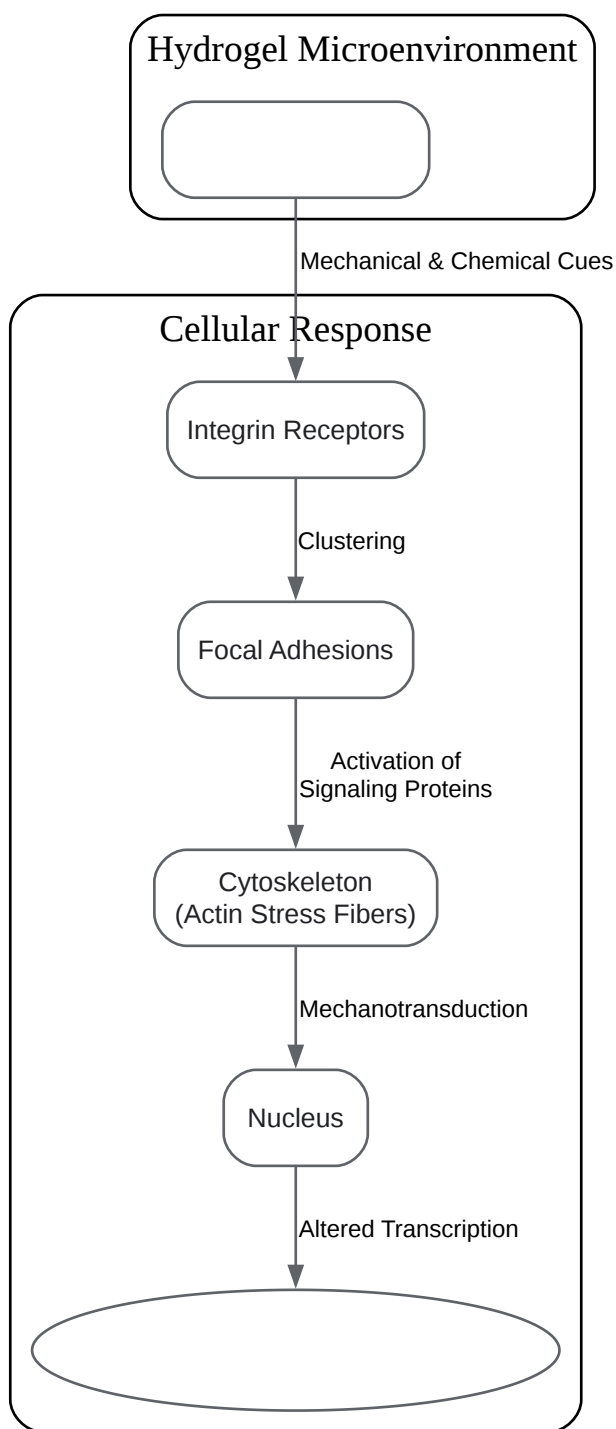 Hydrogel Microenvironment
Mechanical & Chemical Cues
Cellular Response
Integrin Receptors
Clustering
Focal Adhesions
Activation of
Signaling Proteins
Cytoskeleton
(Actin Stress Fibers)
Mechanotransduction
Nucleus
Altered Transcription